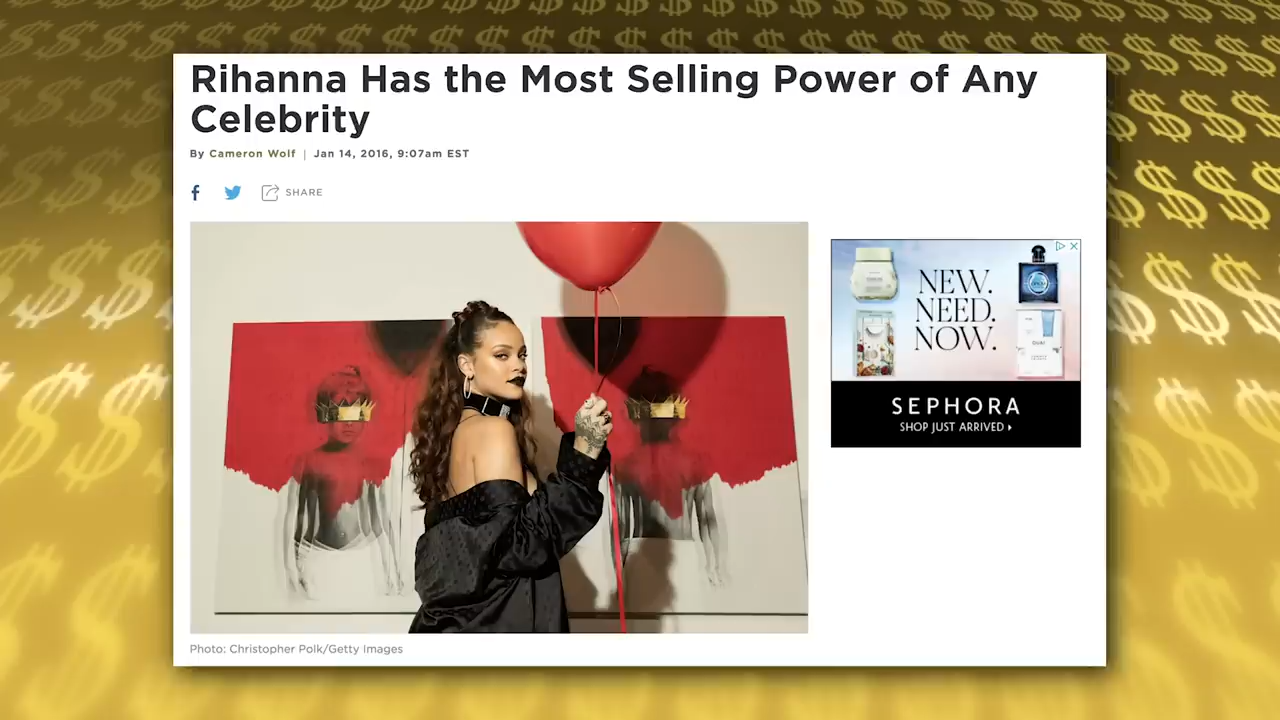 Rihanna Has the Most Selling Power of Any
Celebrity
By Cameron Wolf | Jan 14, 2016, 9:07am EST
SHARE
NEW.
NEED.
NOW.
SEPHORA
SHOP JUST ARRIVED
Photo: Christopher Polk/Getty Images